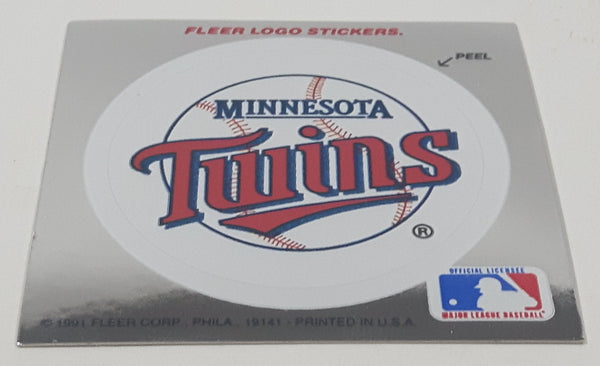 FLEER LOGO STICKERS.
PEEL
MINNESOTA
Twins
®
OFFICIAL LICENSEE
MAJOR LEAGUE BASEBALL®
© 1991 FLEER CORP. · PHILA. 19141 · PRINTED IN U.S.A.